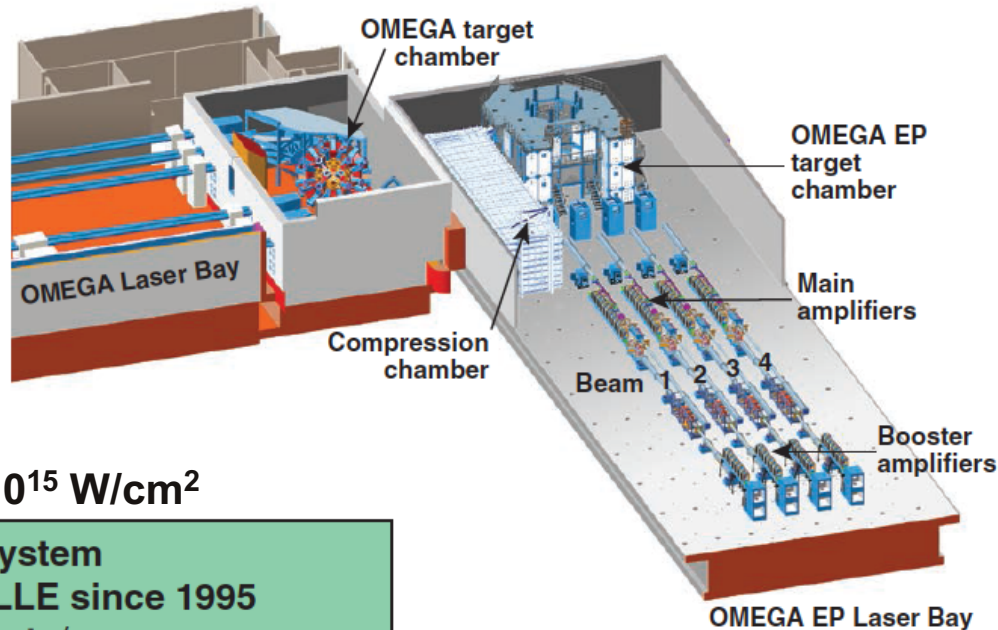 OMEGA target
chamber
OMEGA EP
target
chamber
OMEGA Laser Bay
Compression
chamber
Main
amplifiers
Beam 1 2 3 4
Booster
amplifiers
0¹⁵ W/cm²
ystem
LLE since 1995
OMEGA EP Laser Bay